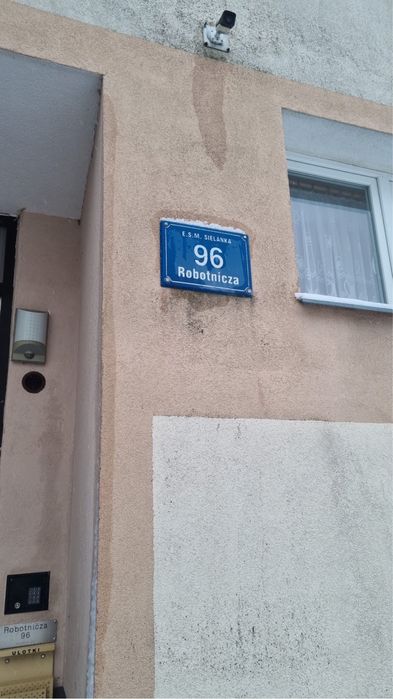 E.S.M. SIELANKA
96
Robotnicza
Robotnicza
96
ULOTKI